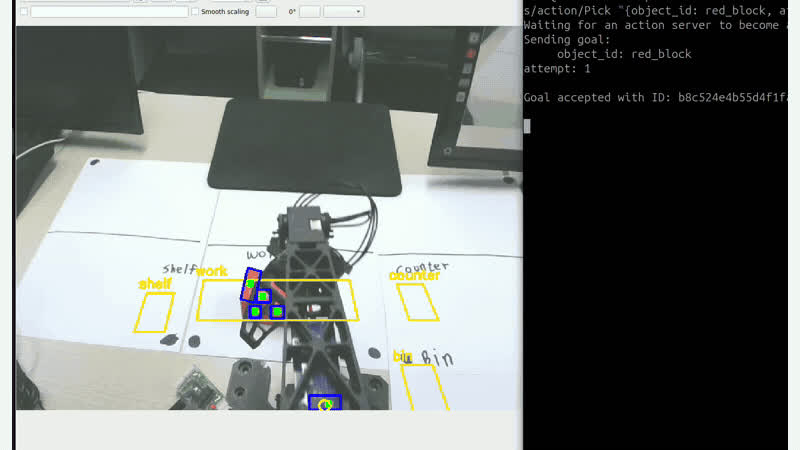 Smooth scaling
0°
shelf
work
wo
counter
shelf
counter
bin
Bin
s/action/Pick "{object_id: red_block, a
Waiting for an action server to become
Sending goal:
object_id: red_block
attempt: 1
Goal accepted with ID: b8c524e4b55d4f1f